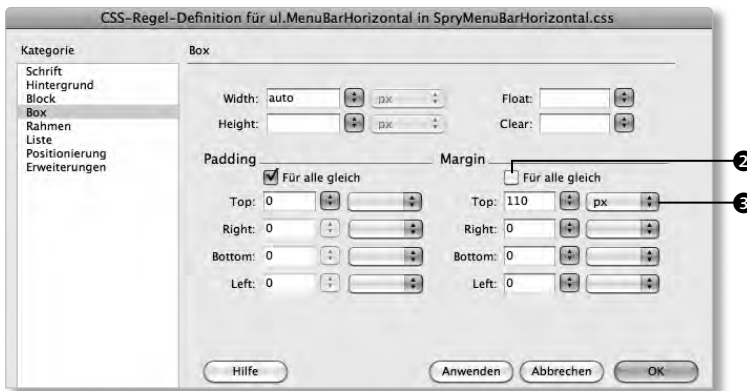 CSS-Regel-Definition für ul.MenuBarHorizontal in SpryMenuBarHorizontal.css
Kategorie
Schrift
Hintergrund
Block
Box
Rahmen
Liste
Positionierung
Erweiterungen
Box
Width: auto px Float:
Height: px Clear:
Padding Margin
Für alle gleich Für alle gleich ❷
Top: 0 Top: 110 px ❸
Right: 0 Right: 0
Bottom: 0 Bottom: 0
Left: 0 Left: 0
Hilfe Anwenden Abbrechen OK